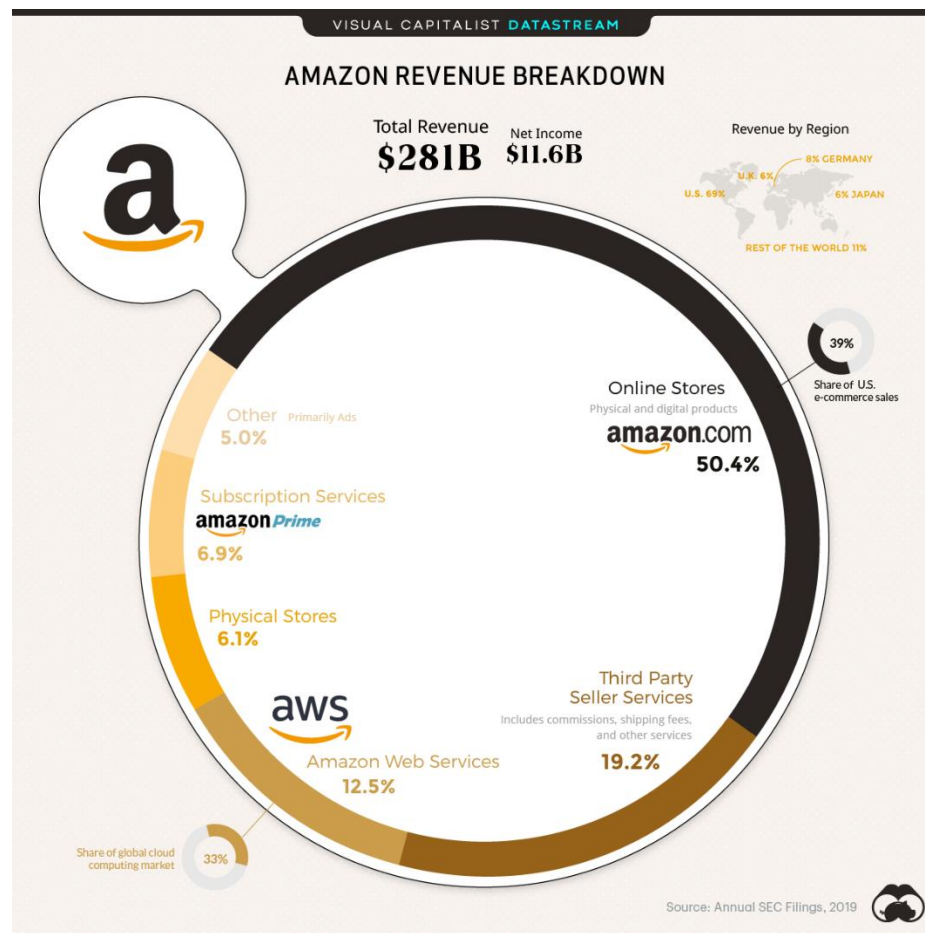 VISUAL CAPITALIST DATASTREAM
AMAZON REVENUE BREAKDOWN
Total Revenue
$281B
Net Income
$11.6B
Revenue by Region
8% GERMANY
U.K. 6%
U.S. 69%
6% JAPAN
REST OF THE WORLD 11%
a
39%
Share of U.S.
e-commerce sales
Online Stores
Physical and digital products
amazon.com
50.4%
Other Primarily Ads
5.0%
Subscription Services
amazon Prime
6.9%
Physical Stores
6.1%
Third Party
Seller Services
Includes commissions, shipping fees,
and other services
19.2%
aws
Amazon Web Services
12.5%
Share of global cloud
computing market
33%
Source: Annual SEC Filings, 2019